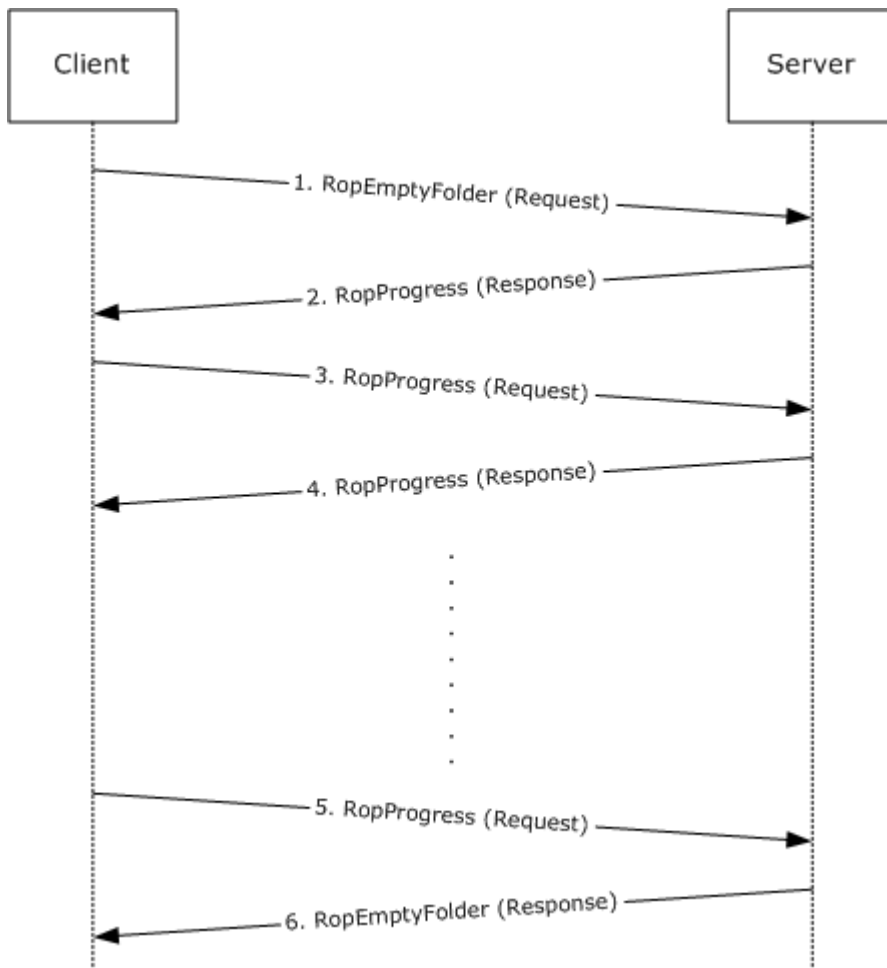 Client
Server
1. RopEmptyFolder (Request)
2. RopProgress (Response)
3. RopProgress (Request)
4. RopProgress (Response)
5. RopProgress (Request)
6. RopEmptyFolder (Response)